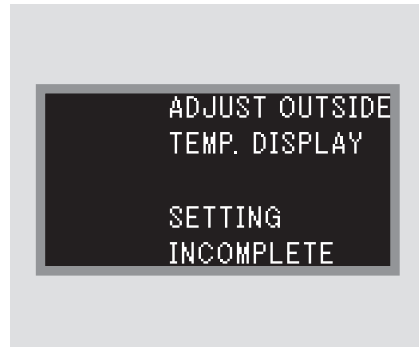 ADJUST OUTSIDE
TEMP. DISPLAY
SETTING
INCOMPLETE